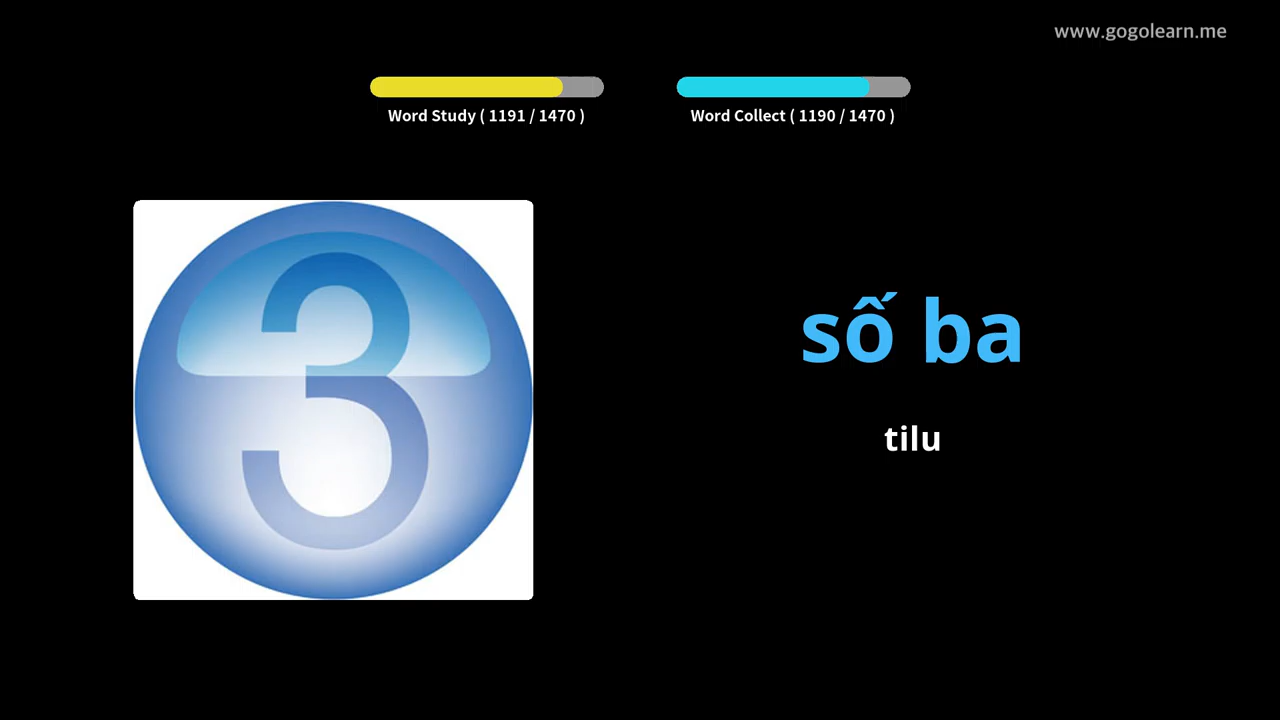 www.gogolearn.me
Word Study ( 1191 / 1470 )
Word Collect ( 1190 / 1470 )
3
số ba
tilu